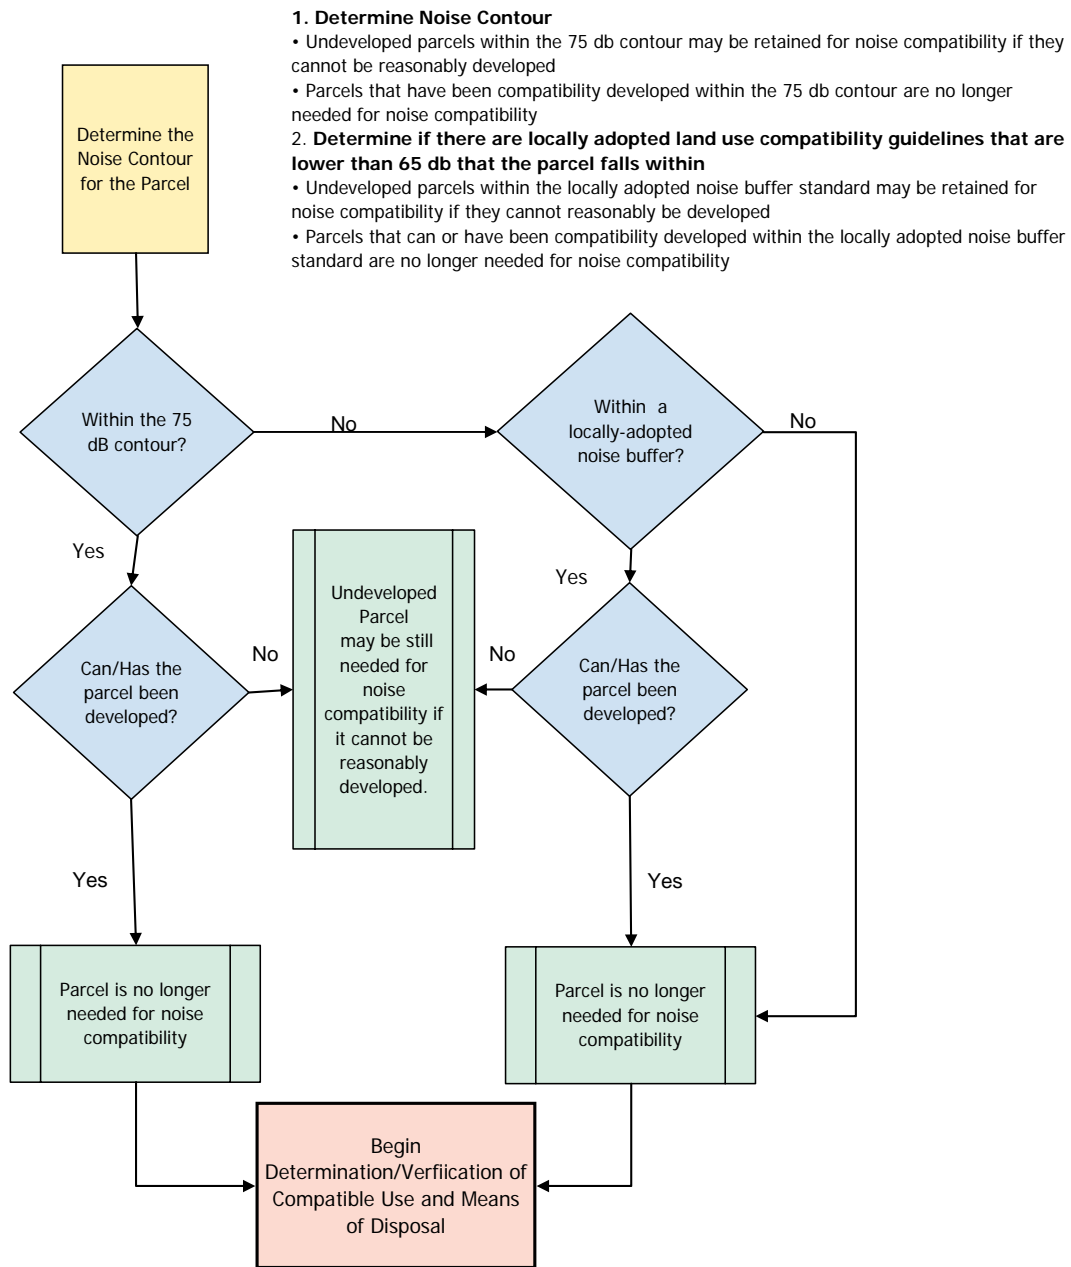 1. Determine Noise Contour
• Undeveloped parcels within the 75 db contour may be retained for noise compatibility if they
cannot be reasonably developed
• Parcels that have been compatibility developed within the 75 db contour are no longer
needed for noise compatibility
2. Determine if there are locally adopted land use compatibility guidelines that are
lower than 65 db that the parcel falls within
• Undeveloped parcels within the locally adopted noise buffer standard may be retained for
noise compatibility if they cannot reasonably be developed
• Parcels that can or have been compatibility developed within the locally adopted noise buffer
standard are no longer needed for noise compatibility
Determine the
Noise Contour
for the Parcel
Within the 75
dB contour?
No
Within a
locally-adopted
noise buffer?
No
Yes
Yes
Can/Has the
parcel been
developed?
No
Undeveloped
Parcel
may be still
needed for
noise
compatibility if
it cannot be
reasonably
developed.
No
Can/Has the
parcel been
developed?
Yes
Yes
Parcel is no longer
needed for noise
compatibility
Parcel is no longer
needed for noise
compatibility
Begin
Determination/Verfiication of
Compatible Use and Means
of Disposal